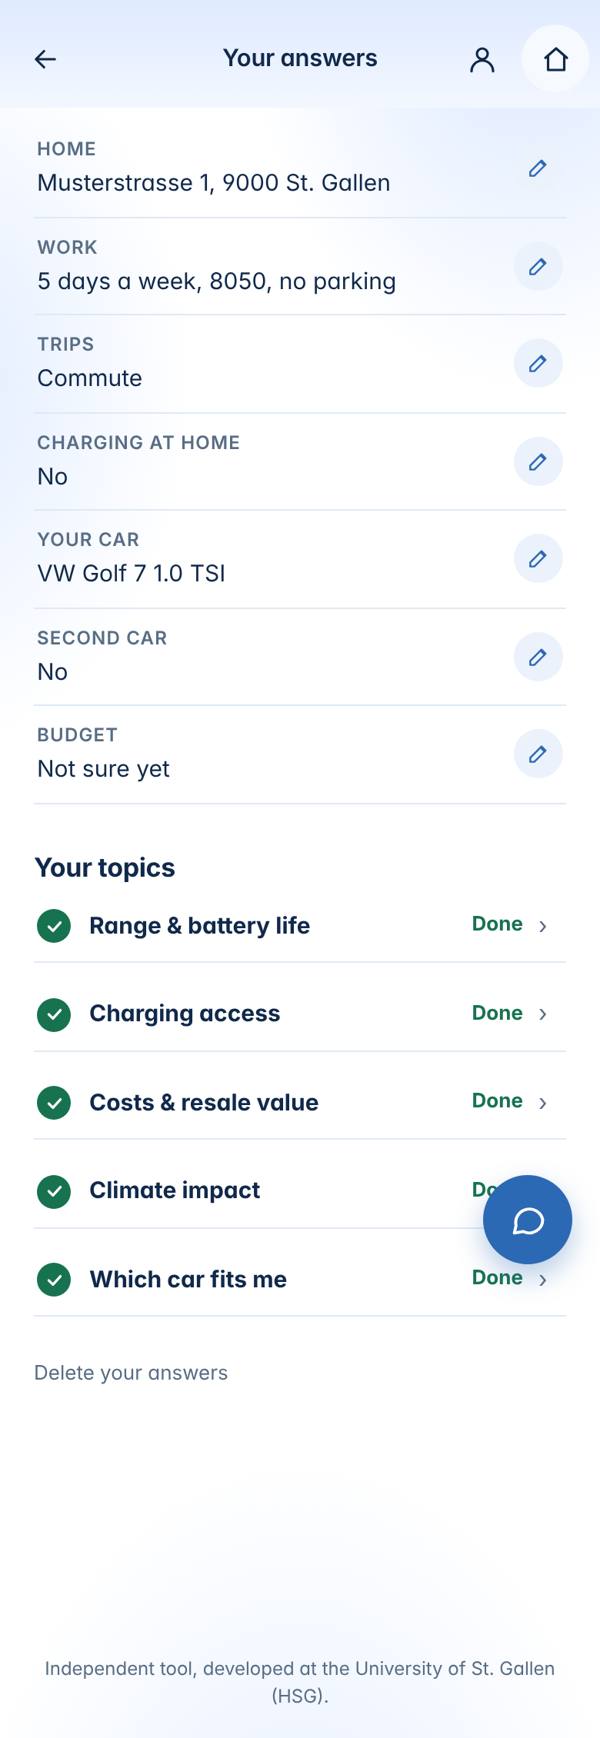 Your answers
HOME
Musterstrasse 1, 9000 St. Gallen
WORK
5 days a week, 8050, no parking
TRIPS
Commute
CHARGING AT HOME
No
YOUR CAR
VW Golf 7 1.0 TSI
SECOND CAR
No
BUDGET
Not sure yet
Your topics
Range & battery life Done
Charging access Done
Costs & resale value Done
Climate impact
Which car fits me Done
Delete your answers
Independent tool, developed at the University of St. Gallen
(HSG).